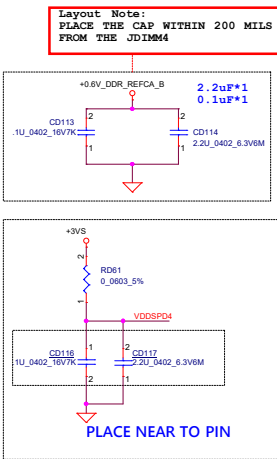 Layout Note:
PLACE THE CAP WITHIN 200 MILS
FROM THE JDIMM4
+0.6V_DDR_REFCA_B
2.2uF*1
0.1uF*1
2
2
CD113
.1U_0402_16V7K
CD114
2.2U_0402_6.3V6M
1
1
+3VS
2
RD61
0_0603_5%
1
VDDSPD4
1
2
CD116
1U_0402_16V7K
CD117
2.2U_0402_6.3V6M
2
1
PLACE NEAR TO PIN